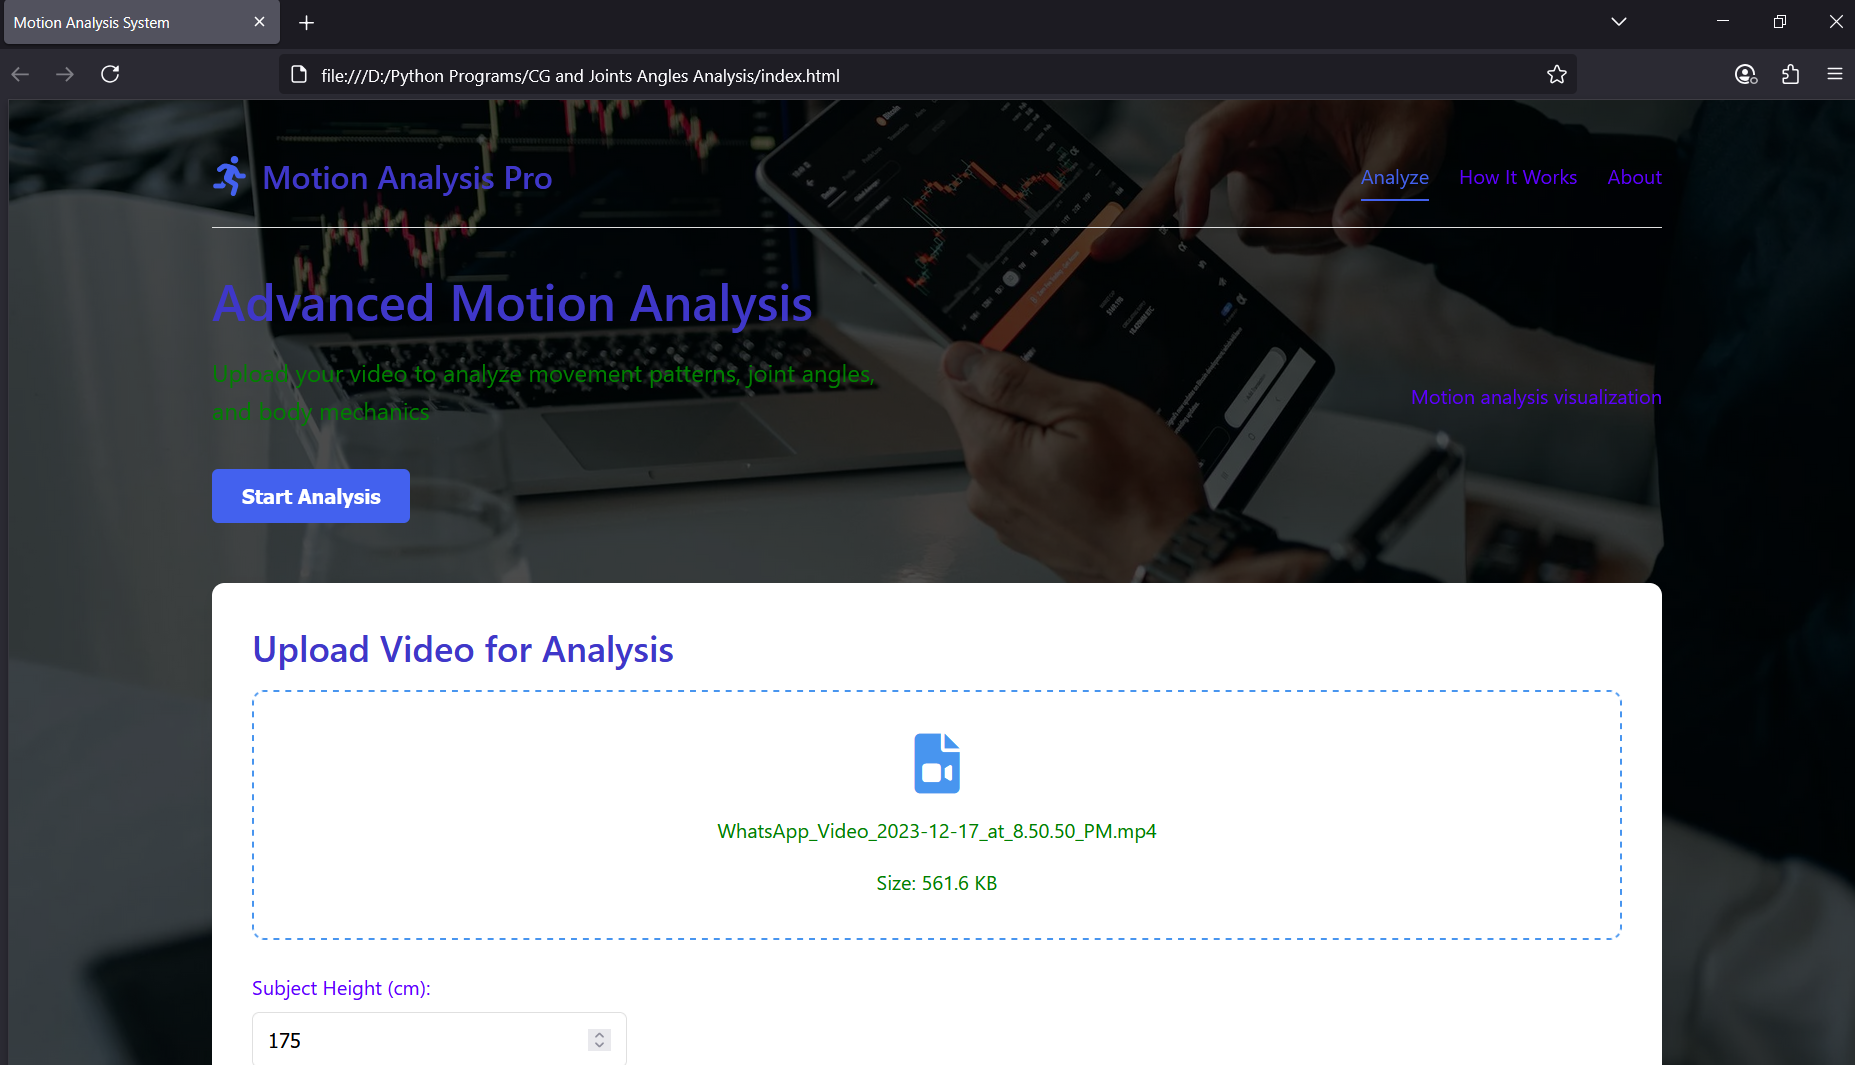 Motion Analysis System
file:///D:/Python Programs/CG and Joints Angles Analysis/index.html
Motion Analysis Pro
Analyze
How It Works
About
Advanced Motion Analysis
Upload your video to analyze movement patterns, joint angles,
and body mechanics
Motion analysis visualization
Start Analysis
Upload Video for Analysis
WhatsApp_Video_2023-12-17_at_8.50.50_PM.mp4
Size: 561.6 KB
Subject Height (cm):
175